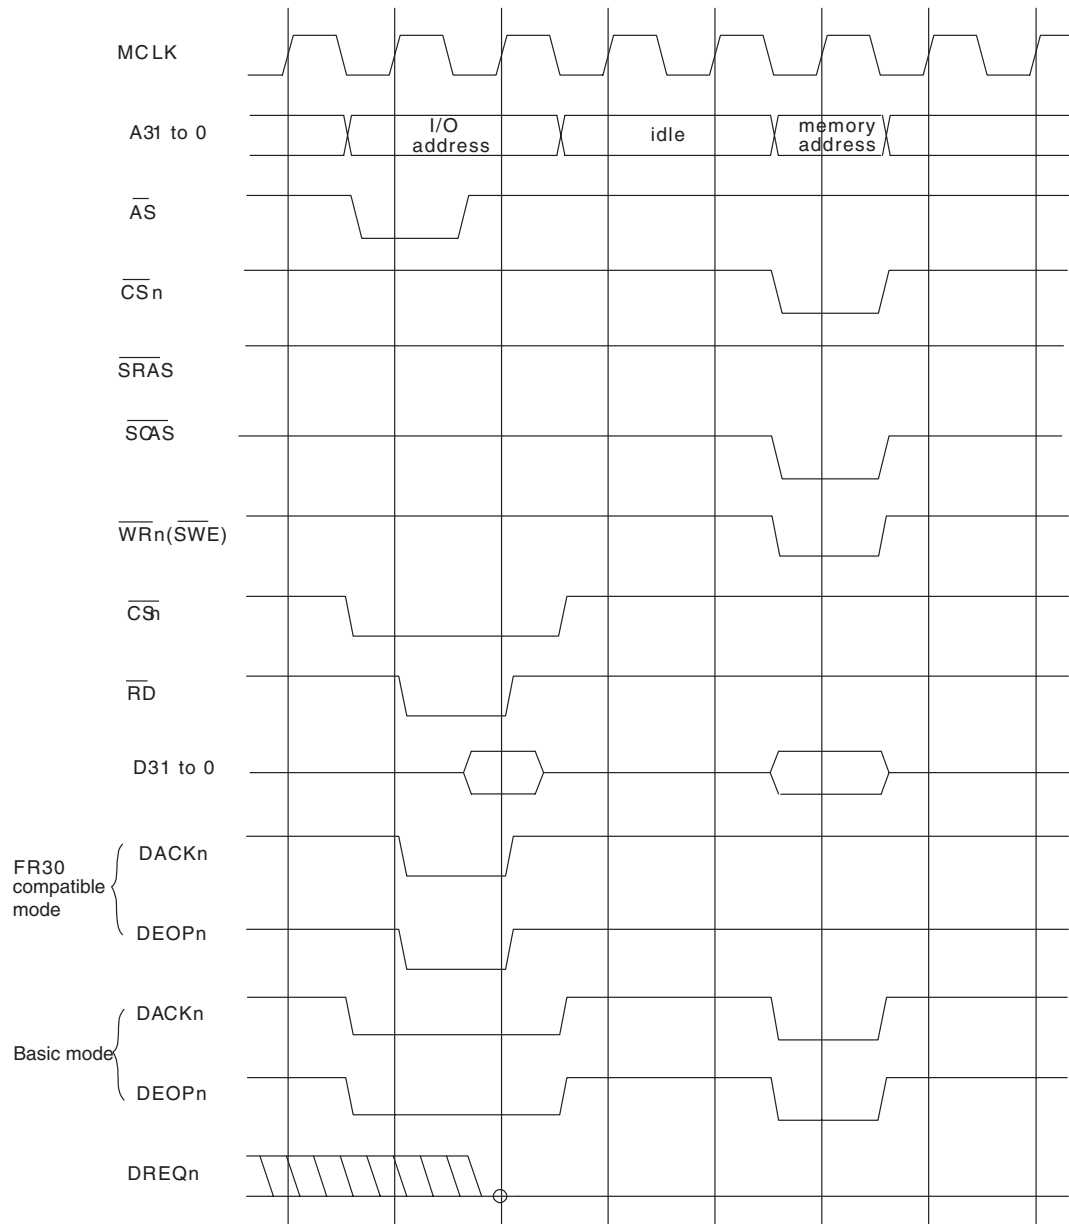 MCLK
A31 to 0
I/O
address
idle
memory
address
AS
CSn
SRAS
SCAS
WRn(SWE)
CSn
RD
D31 to 0
FR30
compatible
mode
DACKn
DEOPn
Basic mode
DACKn
DEOPn
DREQn